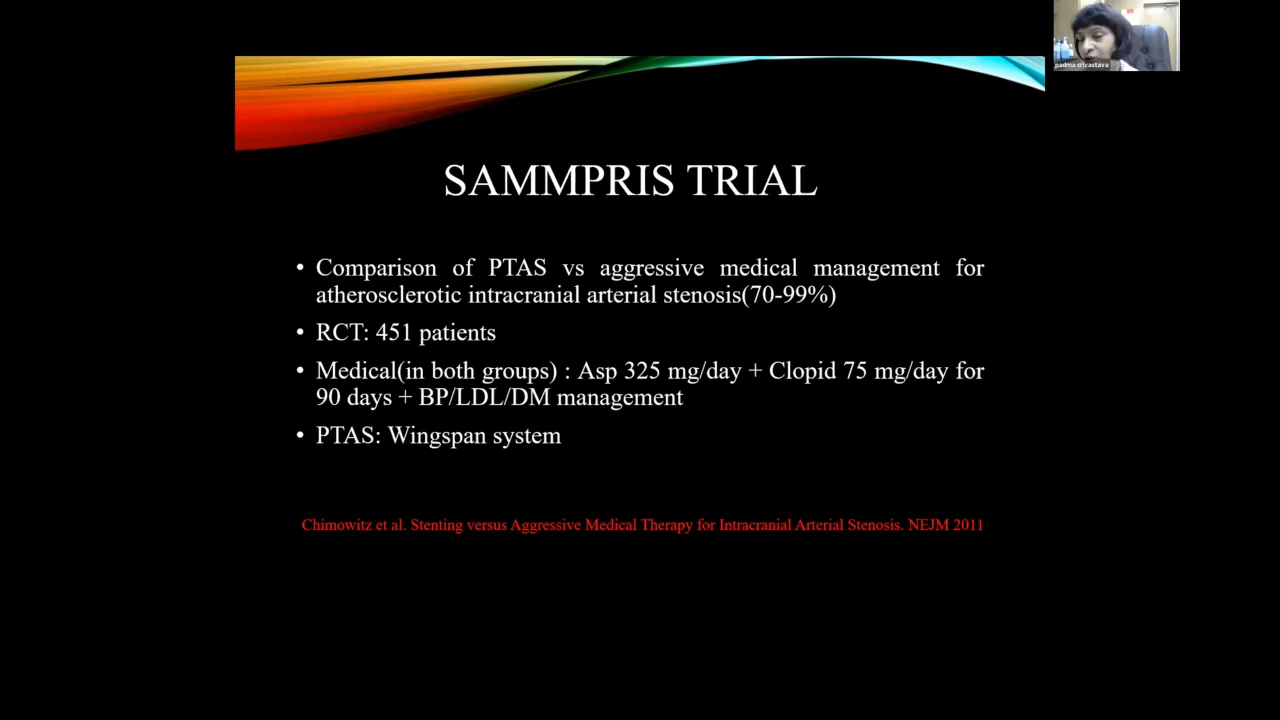 padma srivastava
SAMMPRIS TRIAL
• Comparison of PTAS vs aggressive medical management for
atherosclerotic intracranial arterial stenosis(70-99%)
• RCT: 451 patients
• Medical(in both groups) : Asp 325 mg/day + Clopid 75 mg/day for
90 days + BP/LDL/DM management
• PTAS: Wingspan system
Chimowitz et al. Stenting versus Aggressive Medical Therapy for Intracranial Arterial Stenosis. NEJM 2011